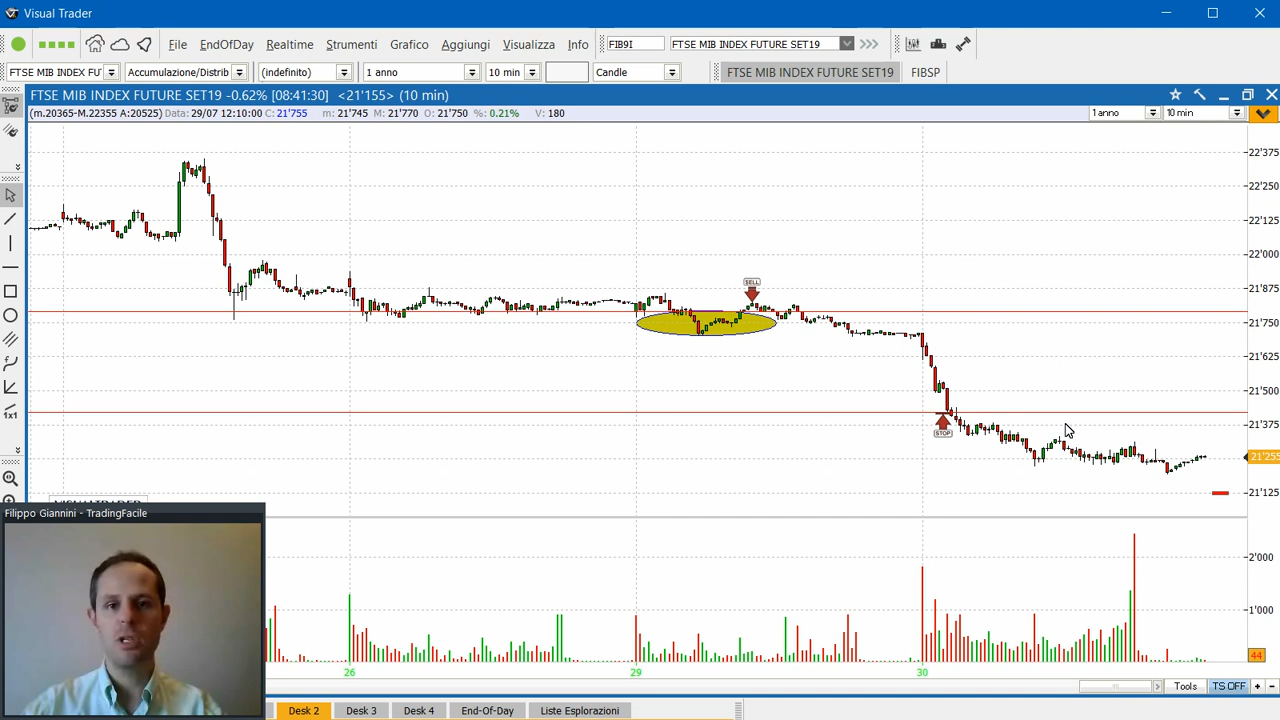 Visual Trader
File EndOfDay Realtime Strumenti Grafico Aggiungi Visualizza Info FIB9I FTSE MIB INDEX FUTURE SET19
FTSE MIB INDEX FU Accumulazione/Distrib (indefinito) 1 anno 10 min Candle FTSE MIB INDEX FUTURE SET19 FIBSP
FTSE MIB INDEX FUTURE SET19 -0.62% [08:41:30] <21'155> (10 min)
(m.20365-M.22355 A:20525) Data: 29/07 12:10:00 C: 21'755 m: 21'745 M: 21'770 O: 21'750 %: 0.21% V: 180 1 anno 10 min
22'375
22'250
22'125
22'000
SELL
21'875
21'750
21'625
21'500
1x1
21'375
STOP
21'255
21'125
Filippo Giannini - TradingFacile
2'000
1'000
44
26 29 30
Tools TS OFF + -
Desk 2 Desk 3 Desk 4 End-Of-Day Liste Esplorazioni